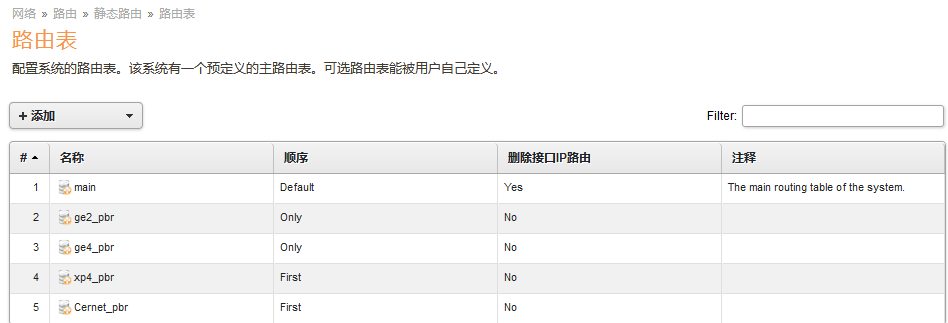 网络 » 路由 » 静态路由 » 路由表
路由表
配置系统的路由表。该系统有一个预定义的主路由表。可选路由表能被用户自己定义。
+ 添加 Filter:
# 名称 顺序 删除接口IP路由 注释
1 main Default Yes The main routing table of the system.
2 ge2_pbr Only No
3 ge4_pbr Only No
4 xp4_pbr First No
5 Cernet_pbr First No